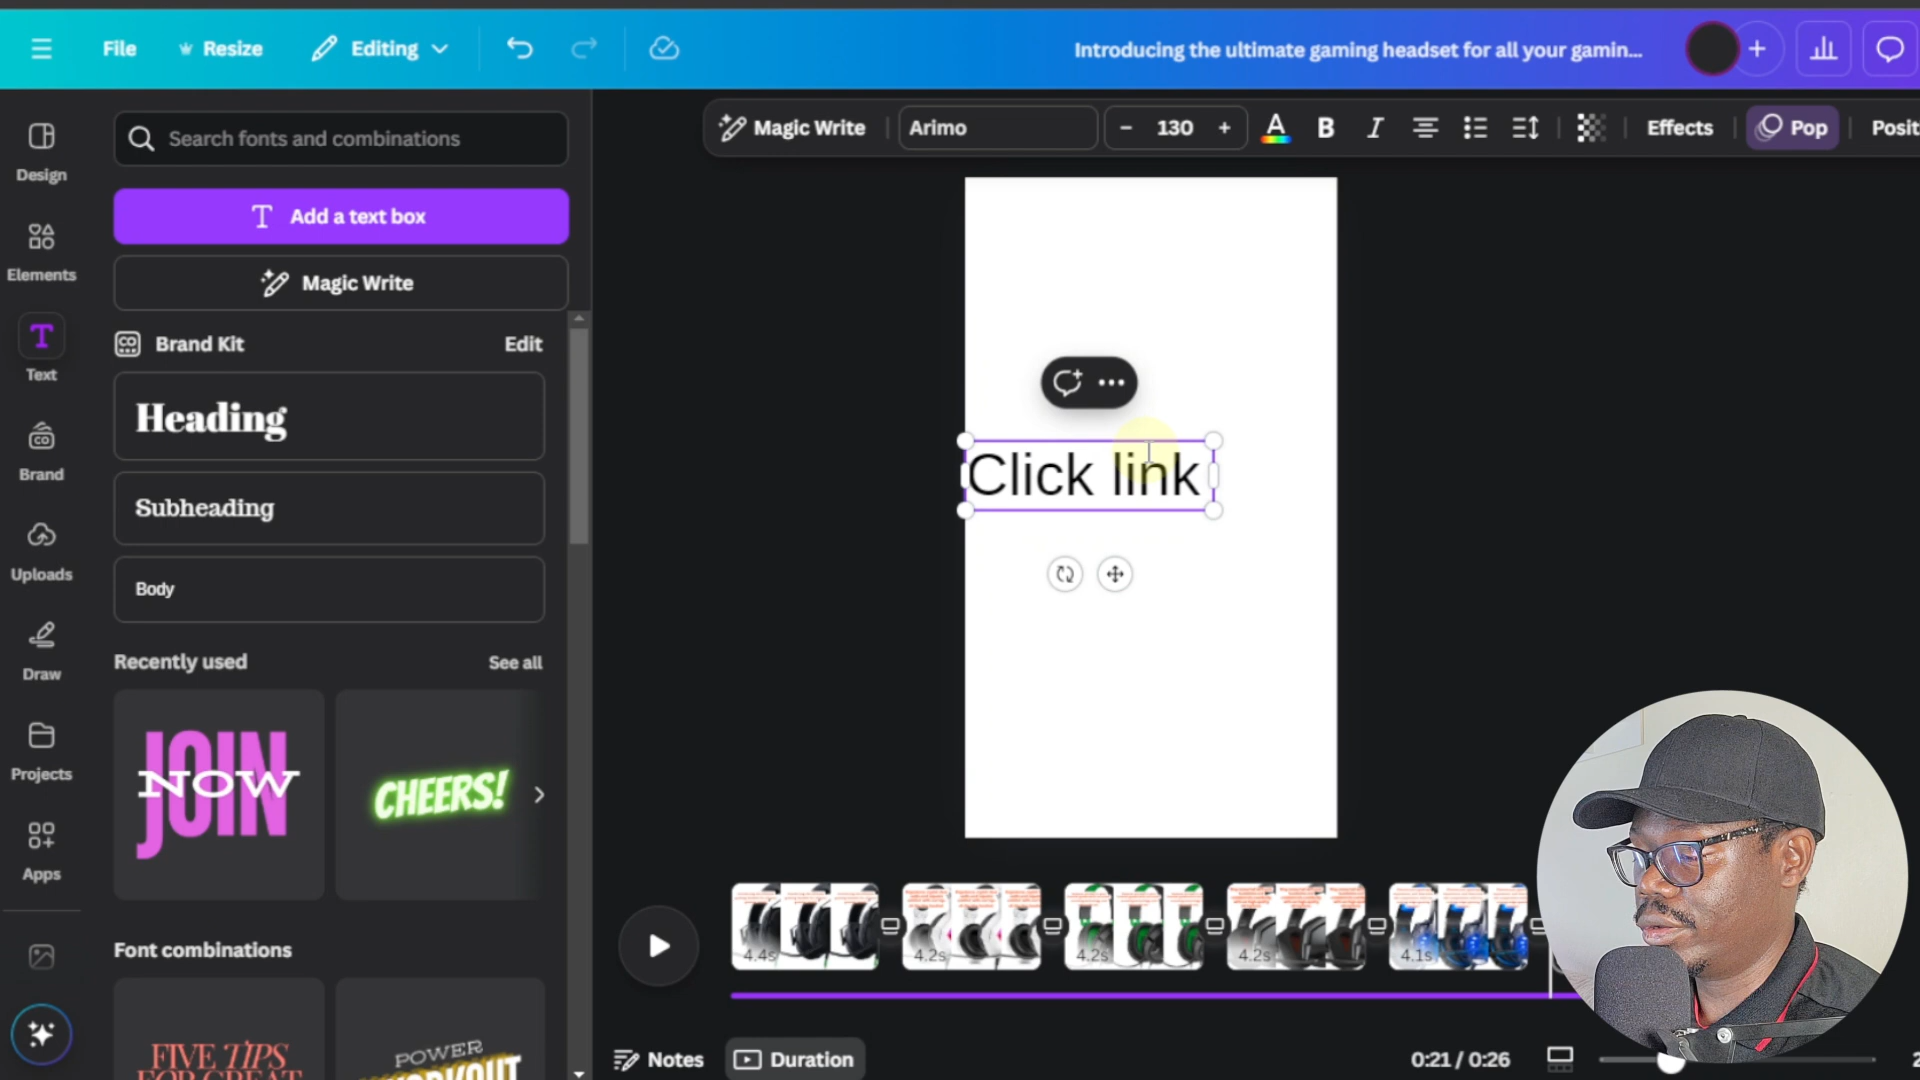 File
Resize
Editing
Introducing the ultimate gaming headset for all your gamin...
Design
Elements
Text
Brand
Uploads
Draw
Projects
Apps
Search fonts and combinations
Add a text box
Magic Write
Brand Kit
Edit
Heading
Subheading
Body
Recently used
See all
JOIN
NOW
CHEERS!
Font combinations
FIVE TIPS
FOR GREAT
POWER
WORKOUT
Magic Write
Arimo
130
Effects
Pop
Click link
4.4s
4.2s
4.2s
4.2s
4.1s
Notes
Duration
0:21 / 0:26